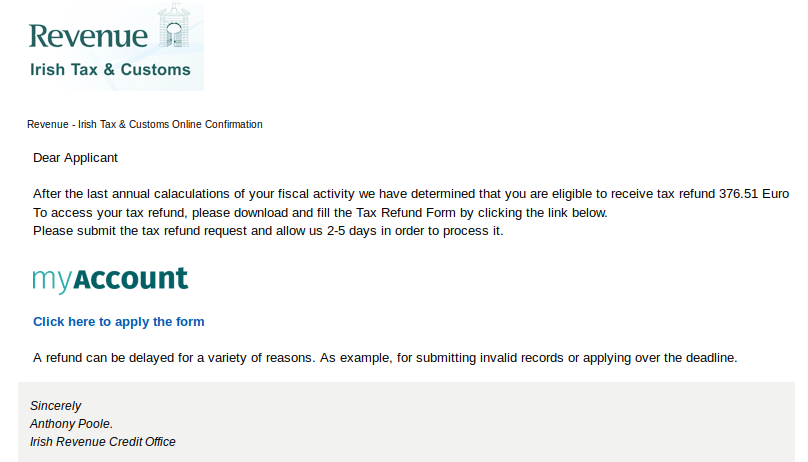 Revenue
Irish Tax & Customs
Revenue - Irish Tax & Customs Online Confirmation
Dear Applicant
After the last annual calaculations of your fiscal activity we have determined that you are eligible to receive tax refund 376.51 Euro
To access your tax refund, please download and fill the Tax Refund Form by clicking the link below.
Please submit the tax refund request and allow us 2-5 days in order to process it.
myAccount
Click here to apply the form
A refund can be delayed for a variety of reasons. As example, for submitting invalid records or applying over the deadline.
Sincerely
Anthony Poole.
Irish Revenue Credit Office